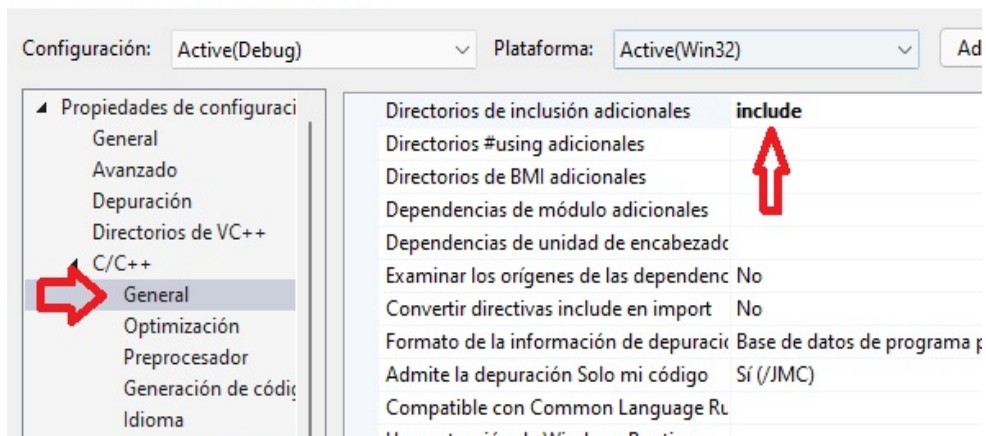 Configuración: Active(Debug) Plataforma: Active(Win32) Ad
Propiedades de configuraci
General
Avanzado
Depuración
Directorios de VC++
C/C++
General
Optimización
Preprocesador
Generación de códig
Idioma
Directorios de inclusión adicionales include
Directorios #using adicionales
Directorios de BMI adicionales
Dependencias de módulo adicionales
Dependencias de unidad de encabezado
Examinar los orígenes de las dependenc No
Convertir directivas include en import No
Formato de la información de depuració Base de datos de programa p
Admite la depuración Solo mi código Sí (/JMC)
Compatible con Common Language Ru